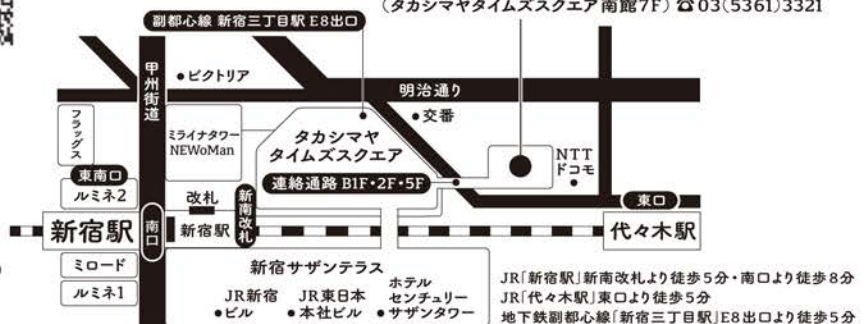 (タカシマヤタイムズスクエア南館7F) ☎03(5361)3321
副都心線 新宿三丁目駅 E8出口
甲州街道
•ビクトリア
明治通り
フラッグス
ミライナタワー
NEWoMan
タカシマヤ
タイムズスクエア
•交番
NTT
ドコモ
•
東南口
ルミネ2
連絡通路 B1F・2F・5F
改札
新南改札
東口
新宿駅
南口
新宿駅
代々木駅
ミロード
ルミネ1
新宿サザンテラス
JR新宿
•ビル
JR東日本
•本社ビル
ホテル
センチュリー
•サザンタワー
JR「新宿駅」新南改札より徒歩5分・南口より徒歩8分
JR「代々木駅」東口より徒歩5分
地下鉄副都心線「新宿三丁目駅」E8出口より徒歩5分